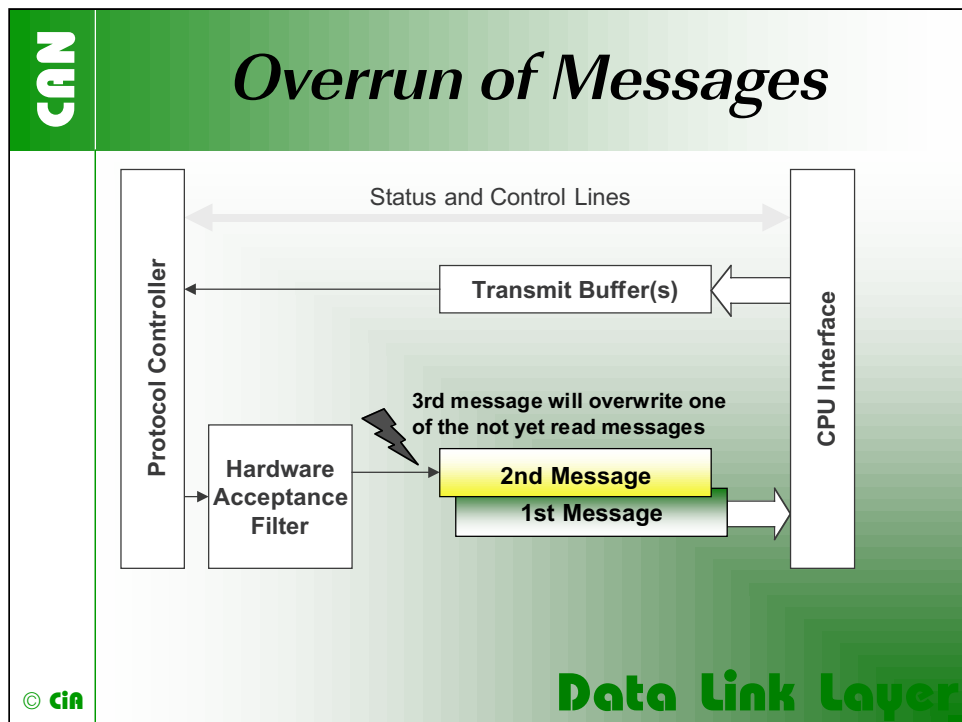 CAN
Overrun of Messages
Status and Control Lines
Protocol Controller
Transmit Buffer(s)
CPU Interface
3rd message will overwrite one
of the not yet read messages
Hardware
Acceptance
Filter
2nd Message
1st Message
© CiA
Data Link Layer